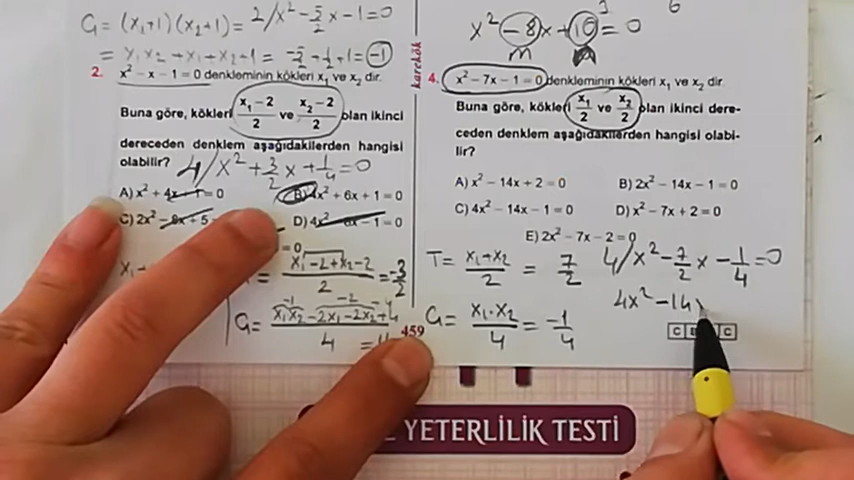 Ç = (x₁+1)(x₂+1) = 2/x² - 5/2 x - 1 = 0
= x₁x₂ + x₁ + x₂ + 1 = -5/2 + 1/2 + 1 = -1
2. x² - x - 1 = 0 denkleminin kökleri x₁ ve x₂ dir.
Buna göre, kökleri (x₁ - 2)/2 ve (x₂ - 2)/2 olan ikinci
dereceden denklem aşağıdakilerden hangisi
olabilir? 4/ x² + 3/2 x + 1/4 = 0
A) x² + 4x + 1 = 0
B) 4x² + 6x + 1 = 0
C) 2x² - 8x + 5
D) 4x² - 6x - 1 = 0
= 0
x₁+
= (x₁ - 2 + x₂ - 2)/2 = -3/2
Ç = (x₁x₂ - 2x₁ - 2x₂ + 4)/4
459
karekök
x² - 8x + 10 = 0
m
6
4. x² - 7x - 1 = 0 denkleminin kökleri x₁ ve x₂ dir.
Buna göre, kökleri x₁/2 ve x₂/2 olan ikinci dere-
ceden denklem aşağıdakilerden hangisi olabi-
lir?
A) x² - 14x + 2 = 0
B) 2x² - 14x - 1 = 0
C) 4x² - 14x - 1 = 0
D) x² - 7x + 2 = 0
E) 2x² - 7x - 2 = 0
T = (x₁ + x₂)/2 = 7/2
4/ x² - 7/2 x - 1/4 = 0
4x² - 14x
Ç = (x₁ . x₂)/4 = -1/4
C
C
E YETERLİLİK TESTİ